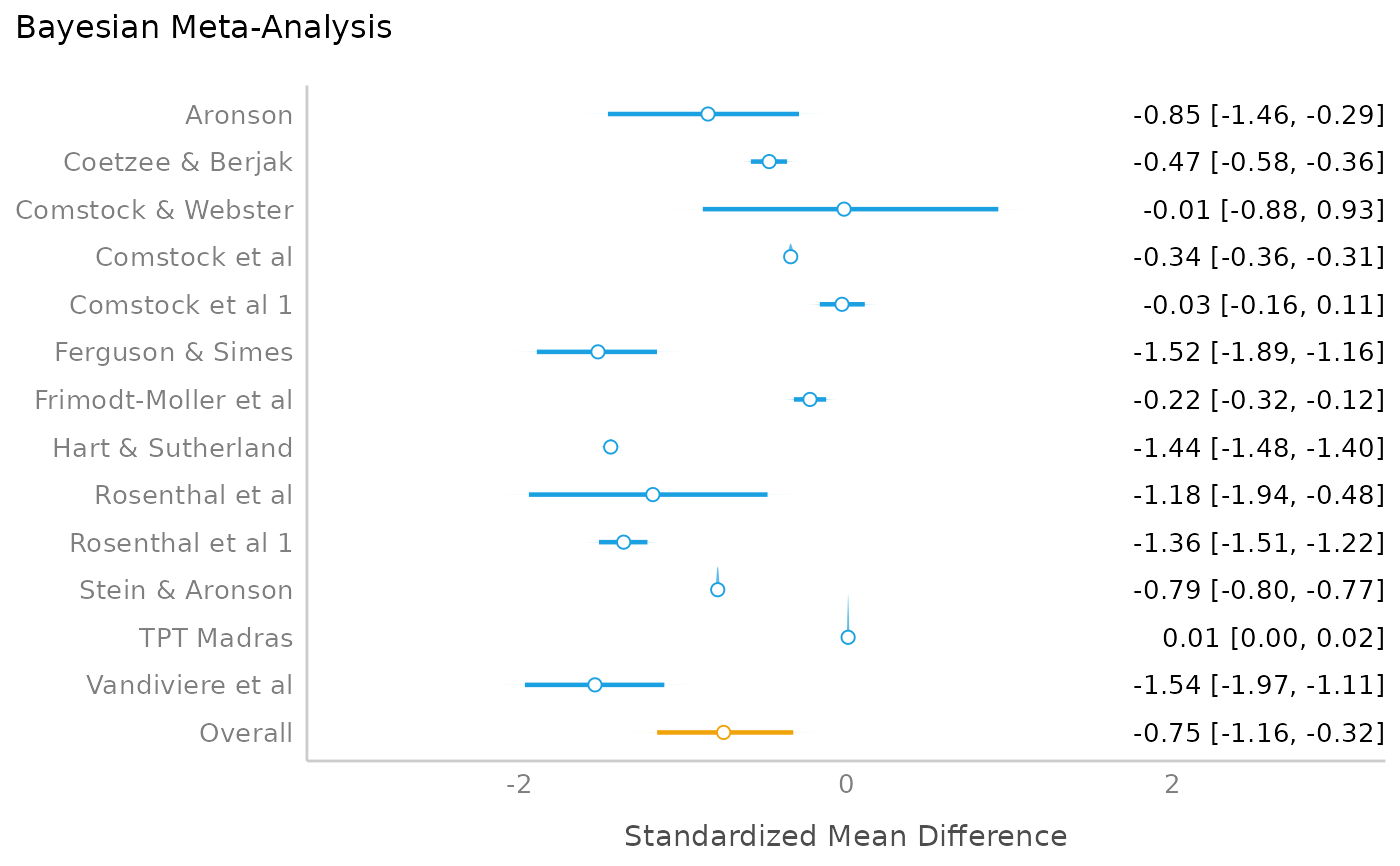 Bayesian Meta-Analysis
Aronson -0.85 [-1.46, -0.29]
Coetzee & Berjak -0.47 [-0.58, -0.36]
Comstock & Webster -0.01 [-0.88, 0.93]
Comstock et al -0.34 [-0.36, -0.31]
Comstock et al 1 -0.03 [-0.16, 0.11]
Ferguson & Simes -1.52 [-1.89, -1.16]
Frimodt-Moller et al -0.22 [-0.32, -0.12]
Hart & Sutherland -1.44 [-1.48, -1.40]
Rosenthal et al -1.18 [-1.94, -0.48]
Rosenthal et al 1 -1.36 [-1.51, -1.22]
Stein & Aronson -0.79 [-0.80, -0.77]
TPT Madras 0.01 [0.00, 0.02]
Vandiviere et al -1.54 [-1.97, -1.11]
Overall -0.75 [-1.16, -0.32]
-2 0 2
Standardized Mean Difference